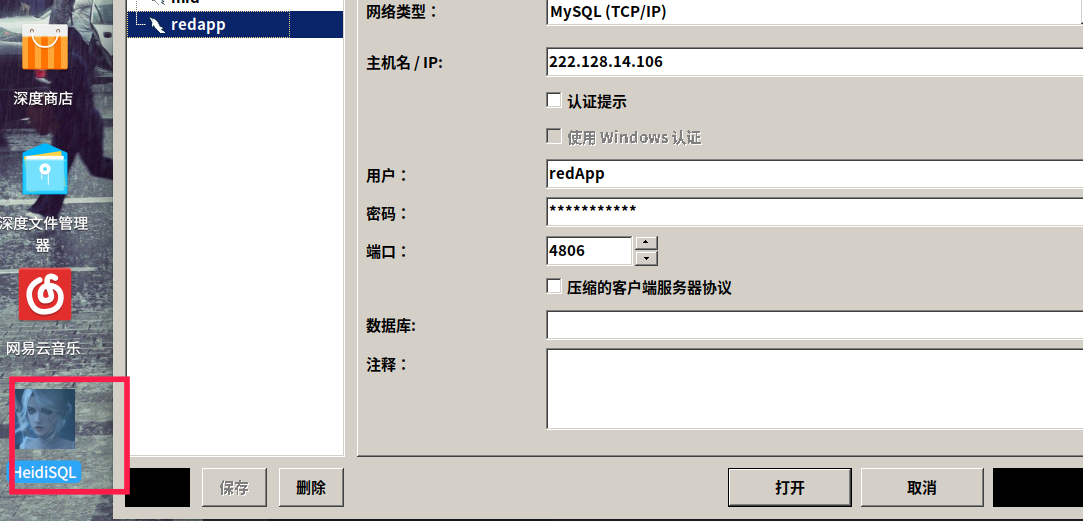 redapp
网络类型：
MySQL (TCP/IP)
主机名 / IP:
222.128.14.106
认证提示
使用 Windows 认证
用户：
redApp
密码：
***********
端口：
4806
压缩的客户端服务器协议
数据库:
注释：
保存
删除
打开
取消
深度商店
深度文件管理
器
网易云音乐
HeidiSQL